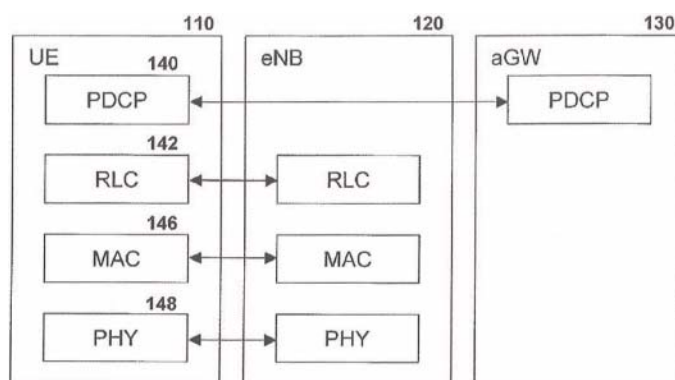 110 120 130
UE eNB aGW
140
PDCP PDCP
142
RLC RLC
146
MAC MAC
148
PHY PHY